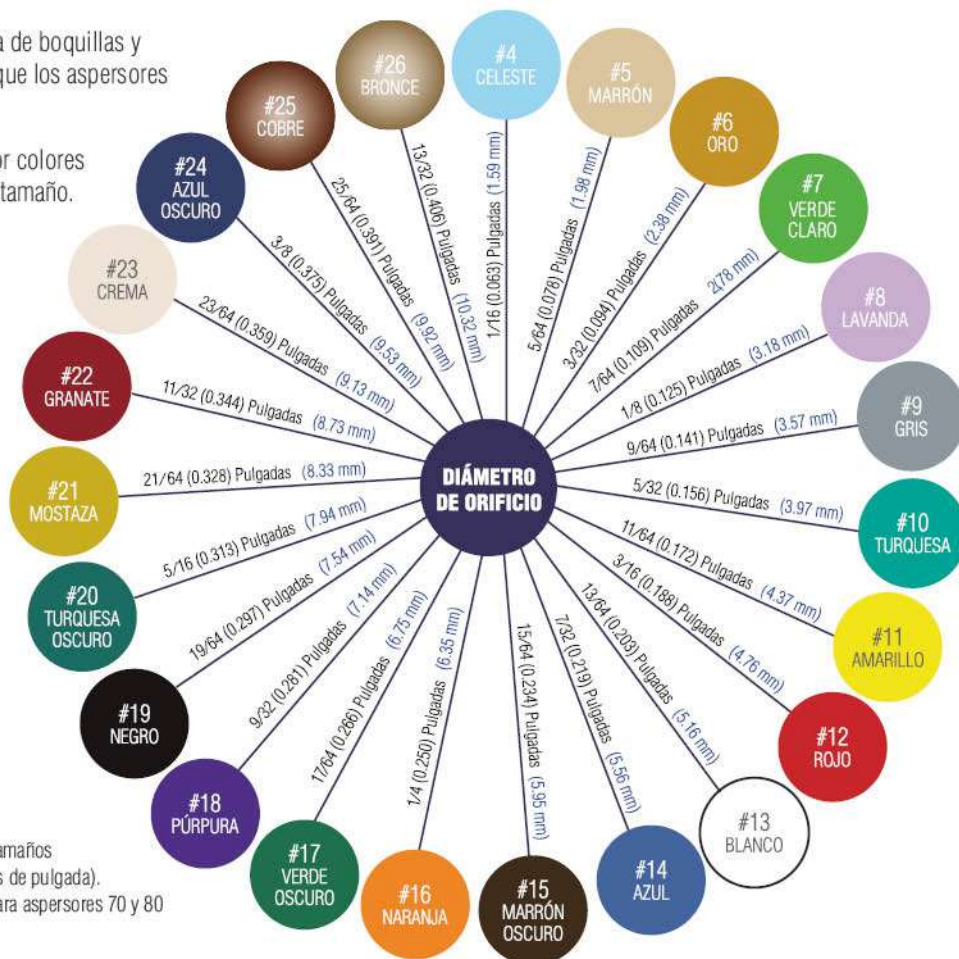 a de boquillas y
que los aspersores
or colores
tamaño.
#4
CELESTE
1/16 (0.063) Pulgadas (1.59 mm)
#5
MARRÓN
5/64 (0.078) Pulgadas (1.98 mm)
#6
ORO
3/32 (0.094) Pulgadas (2.38 mm)
#7
VERDE
CLARO
7/64 (0.109) Pulgadas 2(78 mm)
#8
LAVANDA
1/8 (0.125) Pulgadas (3.18 mm)
#9
GRIS
9/64 (0.141) Pulgadas (3.57 mm)
#10
TURQUESA
5/32 (0.156) Pulgadas (3.97 mm)
#11
AMARILLO
11/64 (0.172) Pulgadas (4.37 mm)
#12
ROJO
3/16 (0.188) Pulgadas (4.76 mm)
#13
BLANCO
13/64 (0.203) Pulgadas (5.16 mm)
#14
AZUL
7/32 (0.219) Pulgadas (5.56 mm)
#15
MARRÓN
OSCURO
15/64 (0.234) Pulgadas (5.95 mm)
#16
NARANJA
1/4 (0.250) Pulgadas (6.35 mm)
#17
VERDE
OSCURO
17/64 (0.266) Pulgadas (6.75 mm)
#18
PÚRPURA
9/32 (0.281) Pulgadas (7.14 mm)
#19
NEGRO
19/64 (0.297) Pulgadas (7.54 mm)
#20
TURQUESA
OSCURO
5/16 (0.313) Pulgadas (7.94 mm)
#21
MOSTAZA
21/64 (0.328) Pulgadas (8.33 mm)
#22
GRANATE
11/32 (0.344) Pulgadas (8.73 mm)
#23
CREMA
23/64 (0.359) Pulgadas (9.13 mm)
#24
AZUL
OSCURO
3/8 (0.375) Pulgadas (9.53 mm)
#25
COBRE
25/64 (0.391) Pulgadas (9.92 mm)
#26
BRONCE
13/32 (0.406) Pulgadas (10.32 mm)
DIÁMETRO
DE ORIFICIO
amaños
s de pulgada).
ara aspersores 70 y 80